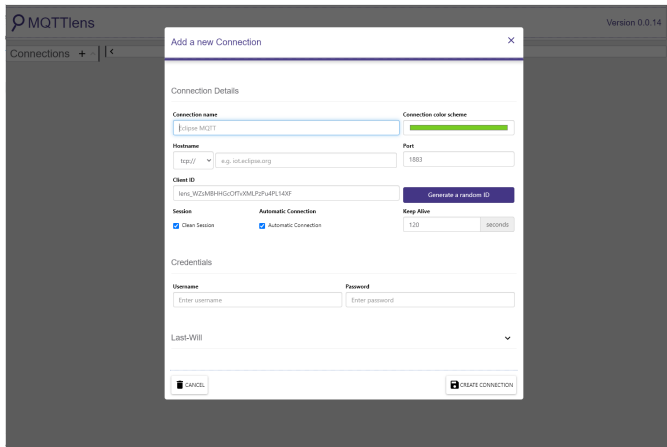 MQTTlens
Version 0.0.14
Connections + <
Add a new Connection ×
Connection Details
Connection name
Connection color scheme
Eclipse MQTT
Hostname
Port
tcp://
e.g. iot.eclipse.org
1883
Client ID
lens_WZsM8HHGcOfTvXMLPzPu4PL14XF
Generate a random ID
Session
Automatic Connection
Keep Alive
Clean Session
Automatic Connection
120
seconds
Credentials
Username
Password
Enter username
Enter password
Last-Will
CANCEL
CREATE CONNECTION